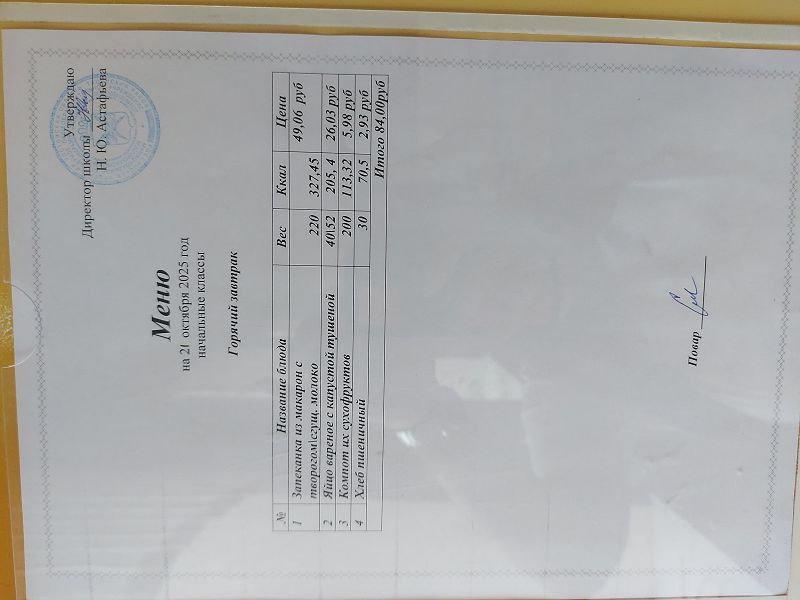 Утверждаю
Директор школы
Н. Ю. Астафьева
Меню
на 21 октября 2025 год
начальные классы
Горячий завтрак
№ Название блюда Вес Ккал Цена
1 Запеканка из макарон с творогом\сгущ. молоко 220 327,45 49,06 руб
2 Яйцо вареное с капустой тушеной 40\52 205, 4 26,03 руб
3 Компот их сухофруктов 200 113,32 5,98 руб
4 Хлеб пшеничный 30 70,5 2,93 руб
Итого 84,00руб
Повар